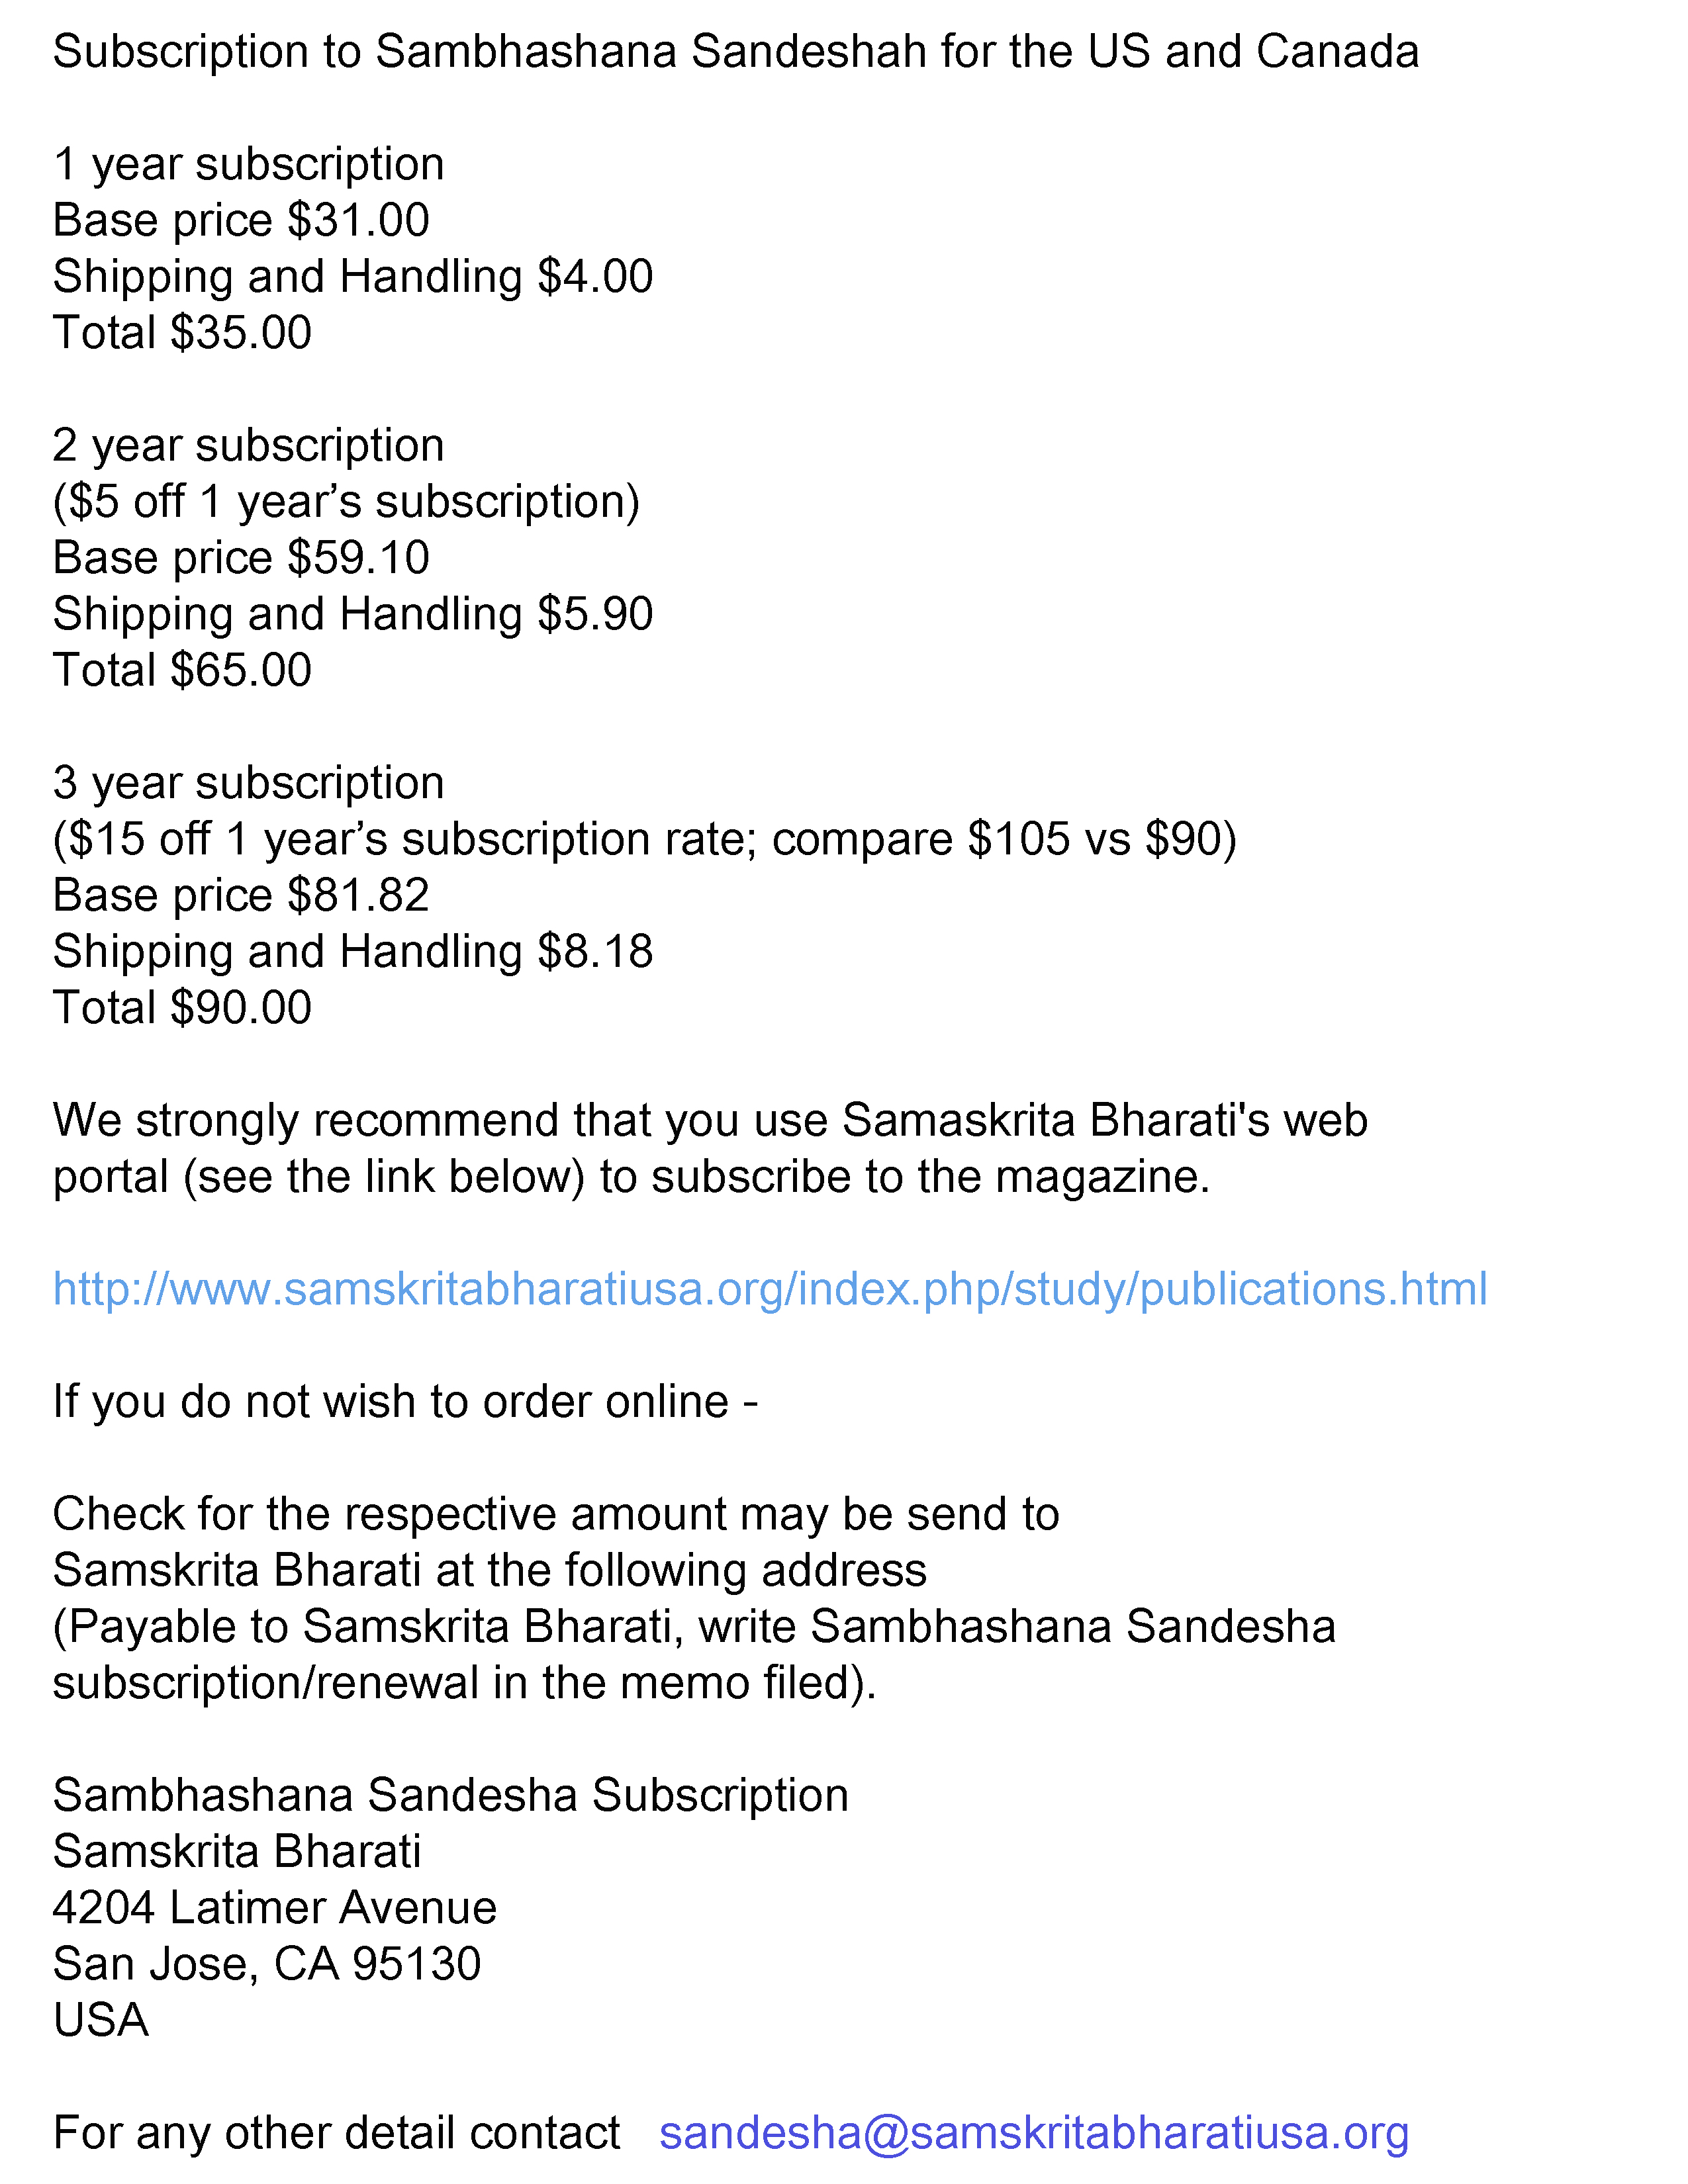 Subscription to Sambhashana Sandeshah for the US and Canada
1 year subscription
Base price $31.00
Shipping and Handling $4.00
Total $35.00
2 year subscription
($5 off 1 year’s subscription)
Base price $59.10
Shipping and Handling $5.90
Total $65.00
3 year subscription
($15 off 1 year’s subscription rate; compare $105 vs $90)
Base price $81.82
Shipping and Handling $8.18
Total $90.00
We strongly recommend that you use Samaskrita Bharati's web
portal (see the link below) to subscribe to the magazine.
http://www.samskritabharatiusa.org/index.php/study/publications.html
If you do not wish to order online -
Check for the respective amount may be send to
Samskrita Bharati at the following address
(Payable to Samskrita Bharati, write Sambhashana Sandesha
subscription/renewal in the memo filed).
Sambhashana Sandesha Subscription
Samskrita Bharati
4204 Latimer Avenue
San Jose, CA 95130
USA
For any other detail contact sandesha@samskritabharatiusa.org